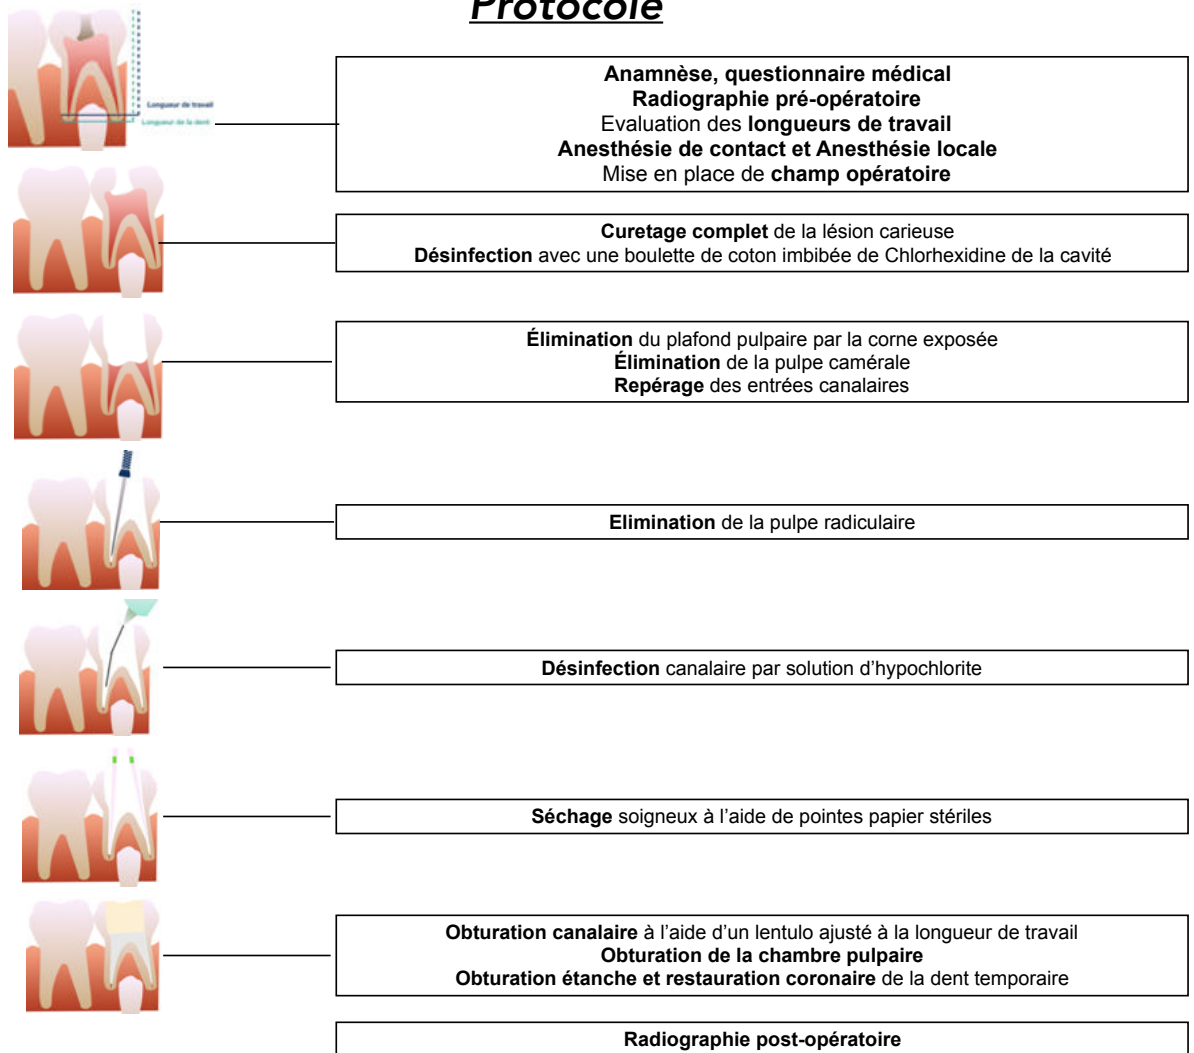 Protocole
Longueur de travail
Longueur de la dent
Anamnèse, questionnaire médical
Radiographie pré-opératoire
Evaluation des longueurs de travail
Anesthésie de contact et Anesthésie locale
Mise en place de champ opératoire
Curetage complet de la lésion carieuse
Désinfection avec une boulette de coton imbibée de Chlorhexidine de la cavité
Élimination du plafond pulpaire par la corne exposée
Élimination de la pulpe camérale
Repérage des entrées canalaires
Elimination de la pulpe radiculaire
Désinfection canalaire par solution d'hypochlorite
Séchage soigneux à l'aide de pointes papier stériles
Obturation canalaire à l'aide d'un lentulo ajusté à la longueur de travail
Obturation de la chambre pulpaire
Obturation étanche et restauration coronaire de la dent temporaire
Radiographie post-opératoire